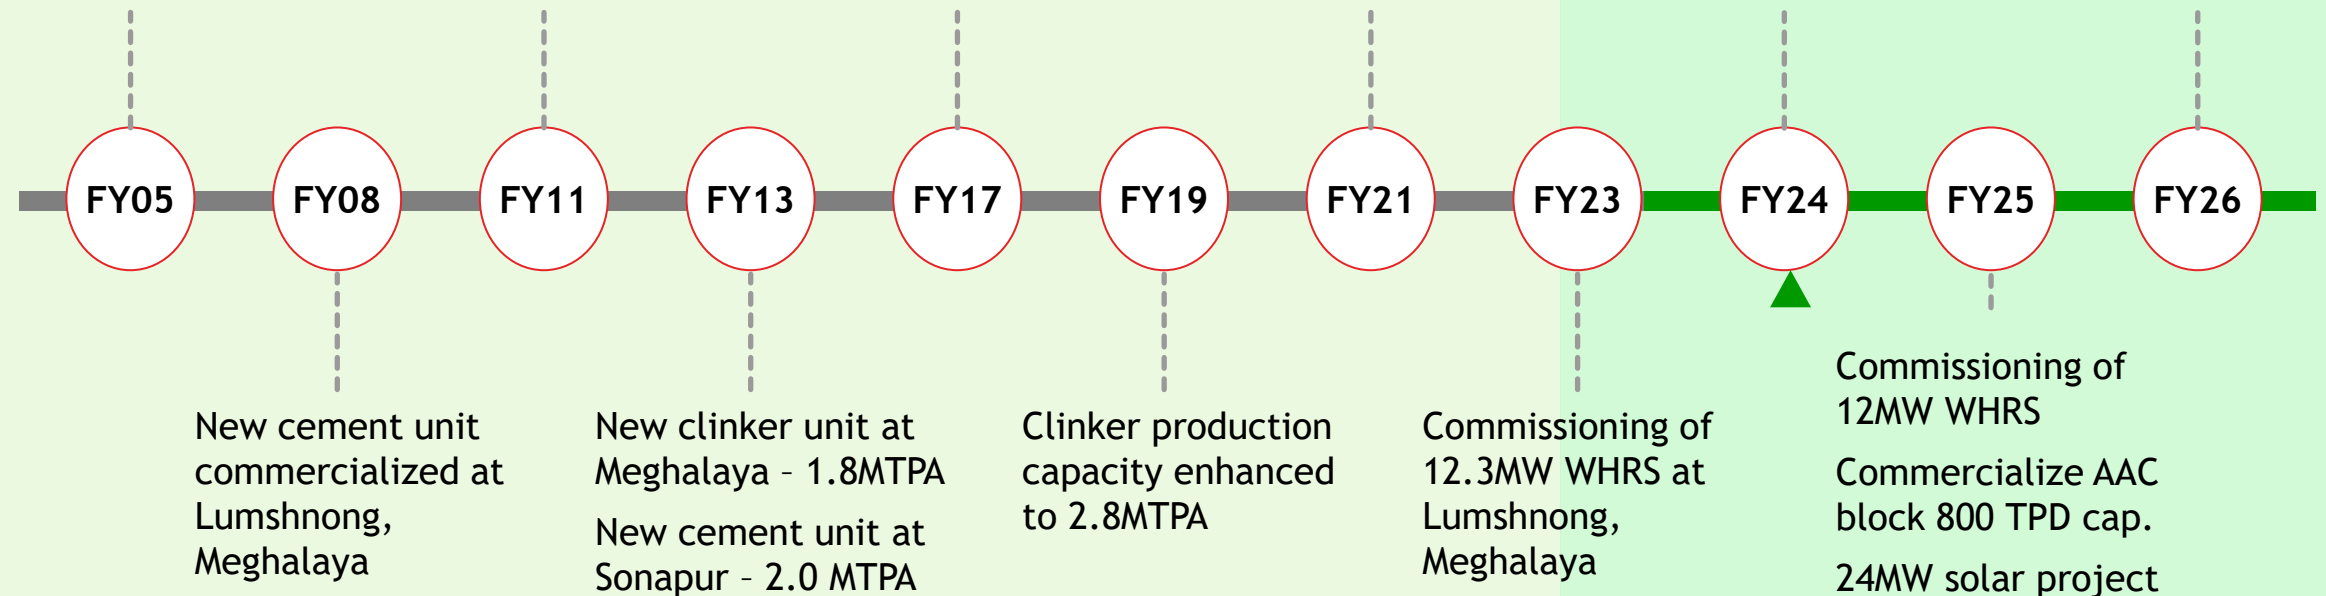 FY05
FY08
FY11
FY13
FY17
FY19
FY21
FY23
FY24
FY25
FY26
New cement unit
commercialized at
Lumshnong,
Meghalaya
New clinker unit at
Meghalaya – 1.8MTPA
New cement unit at
Sonapur – 2.0 MTPA
Clinker production
capacity enhanced
to 2.8MTPA
Commissioning of
12.3MW WHRS at
Lumshnong,
Meghalaya
Commissioning of
12MW WHRS
Commercialize AAC
block 800 TPD cap.
24MW solar project